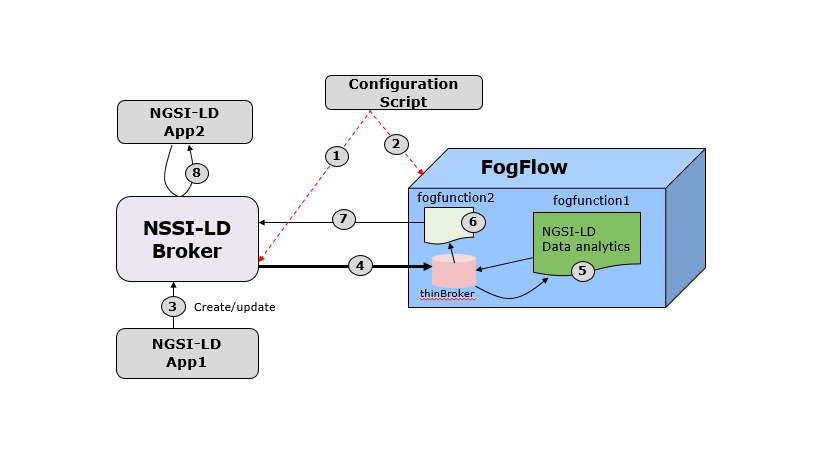 Configuration
Script
NGSI-LD
App2
1
2
8
FogFlow
fogfunction2
fogfunction1
NSSI-LD
Broker
7
6
NGSI-LD
Data analytics
4
5
thinBroker
3
Create/update
NGSI-LD
App1